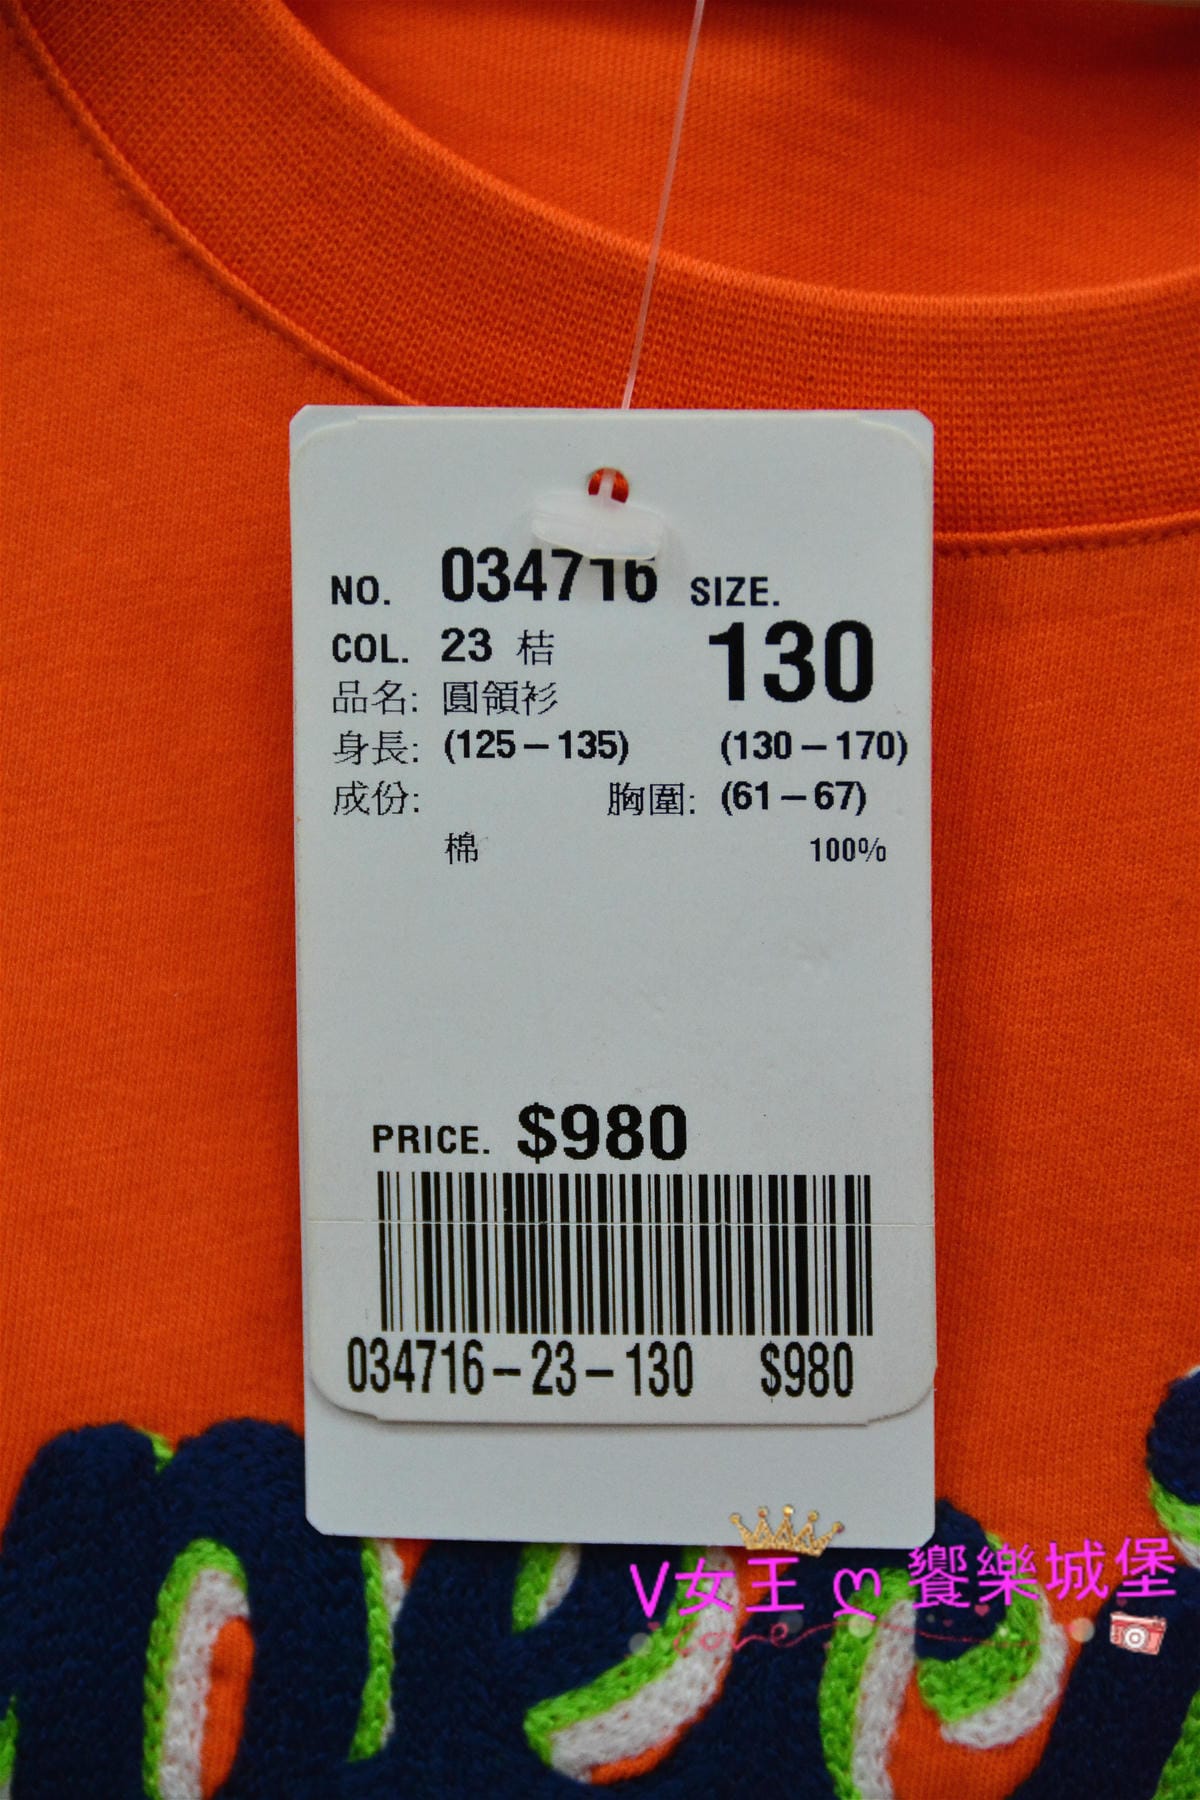 NO. 034716 SIZE.
COL. 23 桔 130
品名: 圓領衫
身長: (125–135) (130–170)
成份: 胸圍: (61–67)
棉 100%
PRICE. $980
034716–23–130 $980
V女王 ღ 饗樂城堡
love